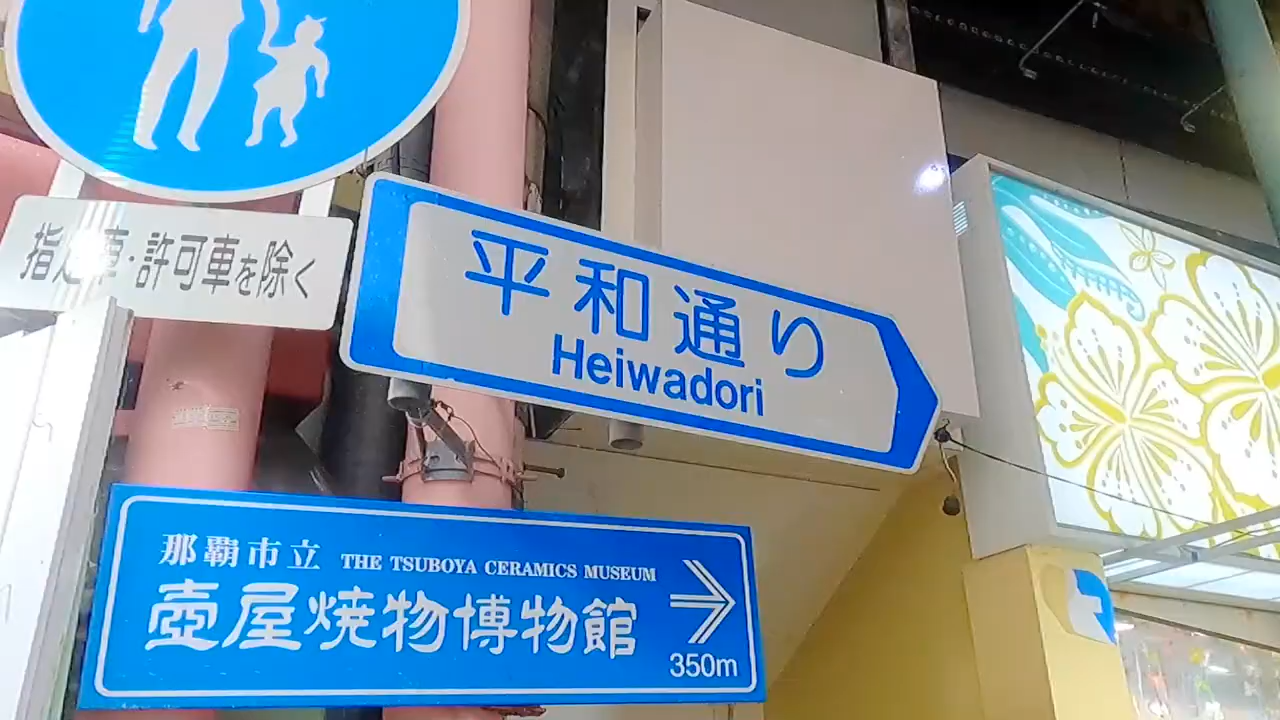 指定車・許可車を除く
平和通り
Heiwadori
那覇市立 THE TSUBOYA CERAMICS MUSEUM
壺屋焼物博物館
350m